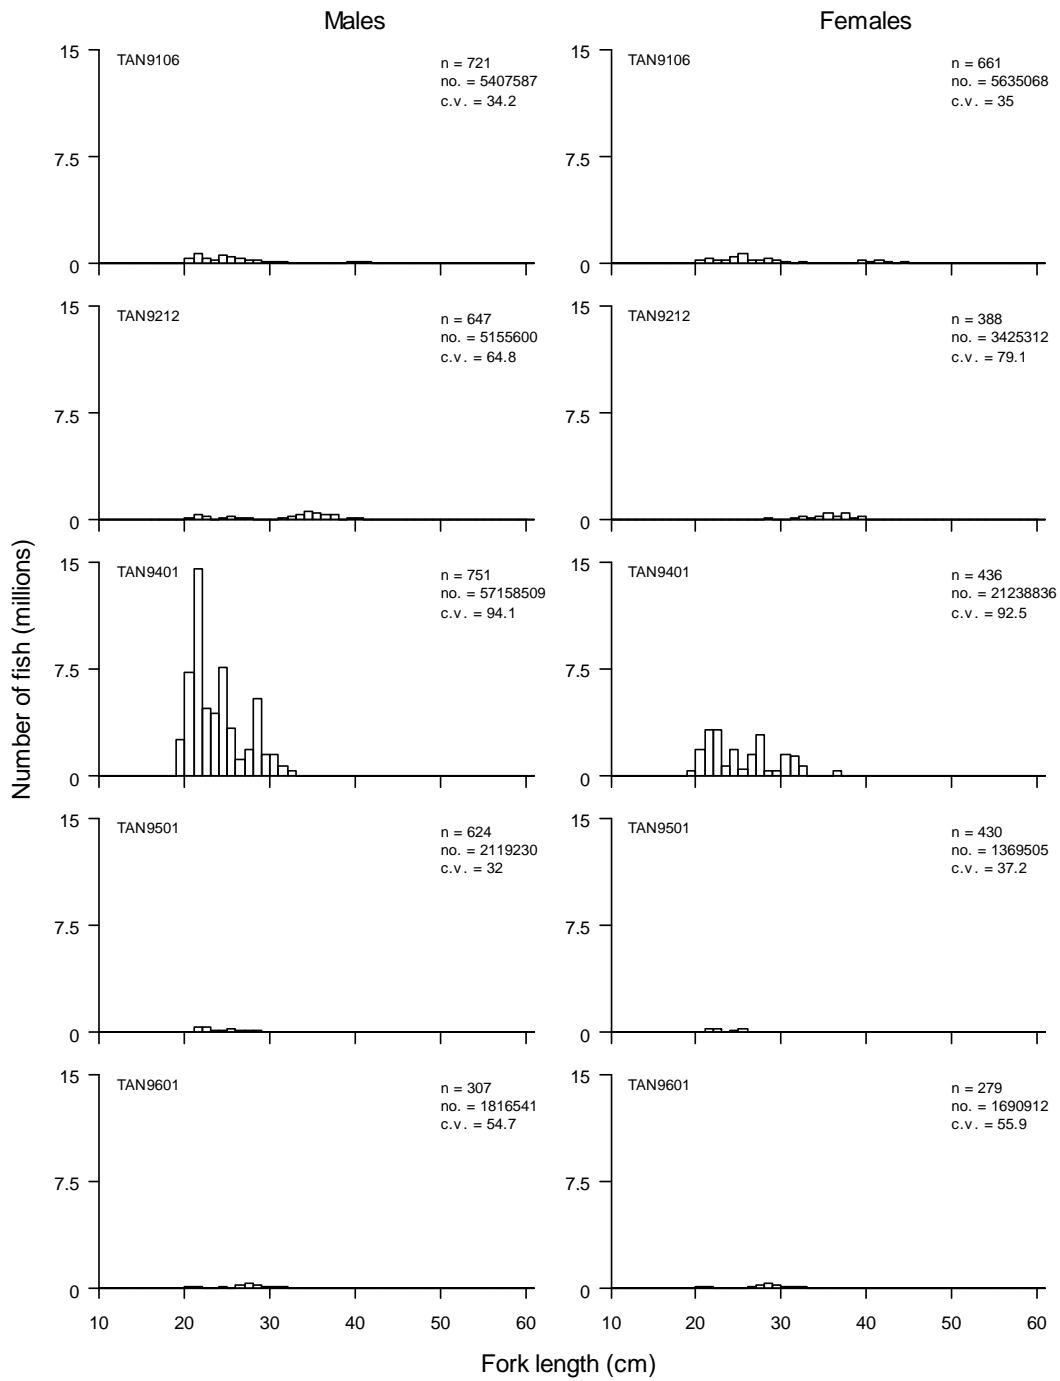 Males Females
15 TAN9106 n = 721
no. = 5407587
c.v. = 34.2
7.5
0
15 TAN9106 n = 661
no. = 5635068
c.v. = 35
7.5
0
15 TAN9212 n = 647
no. = 5155600
c.v. = 64.8
7.5
0
15 TAN9212 n = 388
no. = 3425312
c.v. = 79.1
7.5
0
Number of fish (millions)
15 TAN9401 n = 751
no. = 57158509
c.v. = 94.1
7.5
0
15 TAN9401 n = 436
no. = 21238836
c.v. = 92.5
7.5
0
15 TAN9501 n = 624
no. = 2119230
c.v. = 32
7.5
0
15 TAN9501 n = 430
no. = 1369505
c.v. = 37.2
7.5
0
15 TAN9601 n = 307
no. = 1816541
c.v. = 54.7
7.5
0
15 TAN9601 n = 279
no. = 1690912
c.v. = 55.9
7.5
0
10 20 30 40 50 60 10 20 30 40 50 60
Fork length (cm)